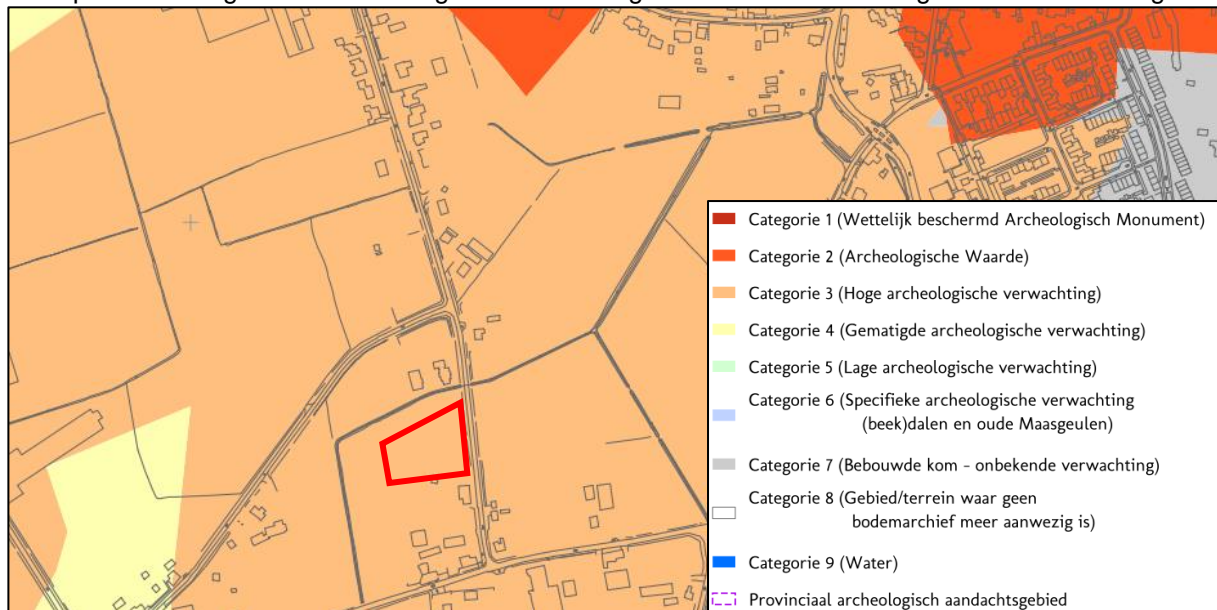 Categorie 1 (Wettelijk beschermd Archeologisch Monument)
Categorie 2 (Archeologische Waarde)
Categorie 3 (Hoge archeologische verwachting)
Categorie 4 (Gematigde archeologische verwachting)
Categorie 5 (Lage archeologische verwachting)
Categorie 6 (Specifieke archeologische verwachting
(beek)dalen en oude Maasgeulen)
Categorie 7 (Bebouwde kom - onbekende verwachting)
Categorie 8 (Gebied/terrein waar geen
bodemarchief meer aanwezig is)
Categorie 9 (Water)
Provinciaal archeologisch aandachtsgebied